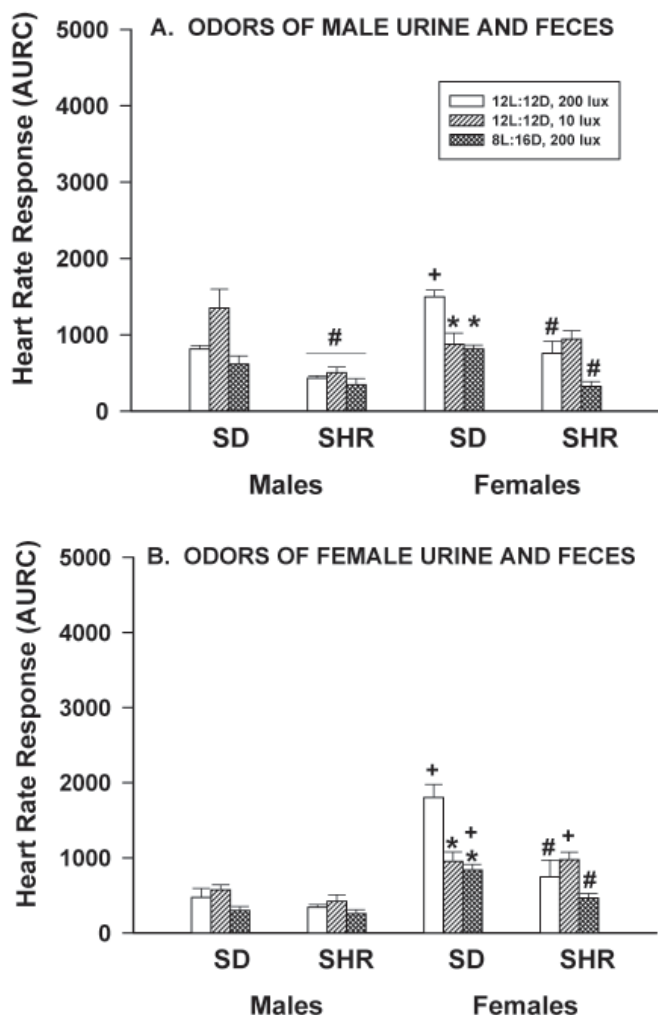 A. ODORS OF MALE URINE AND FECES
Heart Rate Response (AURC)
5000
4000
3000
2000
1000
0
12L:12D, 200 lux
12L:12D, 10 lux
8L:16D, 200 lux
+
* *
#
#
#
SD SHR SD SHR
Males Females
B. ODORS OF FEMALE URINE AND FECES
Heart Rate Response (AURC)
5000
4000
3000
2000
1000
0
+
+
*
*
# +
#
SD SHR SD SHR
Males Females